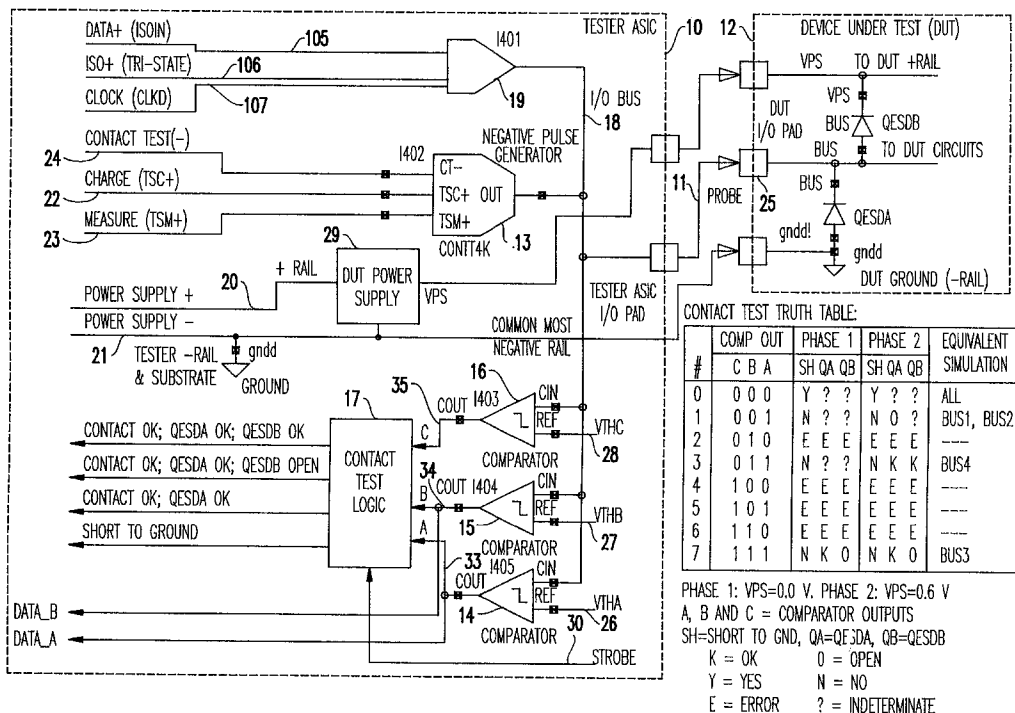 DATA+ (ISOIN)
105
I401
TESTER ASIC
10
12
DEVICE UNDER TEST (DUT)
ISO+ (TRI-STATE)
106
VPS
TO DUT +RAIL
CLOCK (CLKD)
107
19
I/O BUS
18
VPS
DUT
I/O PAD
BUS
QESDB
CONTACT TEST(-)
24
I402
NEGATIVE PULSE
GENERATOR
BUS
TO DUT CIRCUITS
CHARGE (TSC+)
22
CT-
TSC+ OUT
TSM+
11
PROBE
25
BUS
MEASURE (TSM+)
23
CONTT4K
13
QESDA
29
gndd!
gndd
+ RAIL
DUT POWER
SUPPLY
VPS
DUT GROUND (-RAIL)
POWER SUPPLY +
20
TESTER ASIC
I/O PAD
POWER SUPPLY -
21
COMMON MOST
NEGATIVE RAIL
TESTER -RAIL
& SUBSTRATE
gndd
GROUND
CONTACT TEST TRUTH TABLE:
COMP OUT PHASE 1 PHASE 2 EQUIVALENT
SIMULATION
# C B A SH QA QB SH QA QB
0 0 0 0 Y ? ? Y ? ? ALL
1 0 0 1 N ? ? N O ? BUS1, BUS2
2 0 1 0 E E E E E E ----
3 0 1 1 N ? ? N K K BUS4
4 1 0 0 E E E E E E ----
5 1 0 1 E E E E E E ----
6 1 1 0 E E E E E E ----
7 1 1 1 N K O N K O BUS3
17
35
16
COUT
I403
CIN
REF
VTHC
28
COMPARATOR
CONTACT OK; QESDA OK; QESDB OK
CONTACT OK; QESDA OK; QESDB OPEN
CONTACT OK; QESDA OK
SHORT TO GROUND
CONTACT
TEST
LOGIC
C
B
A
34
COUT
I404
CIN
REF
VTHB
15
27
COMPARATOR
33
COUT
I405
CIN
REF
VTHA
14
26
COMPARATOR
30
STROBE
DATA_B
DATA_A
PHASE 1: VPS=0.0 V, PHASE 2: VPS=0.6 V
A, B AND C = COMPARATOR OUTPUTS
SH=SHORT TO GND, QA=QESDA, QB=QESDB
K = OK O = OPEN
Y = YES N = NO
E = ERROR ? = INDETERMINATE